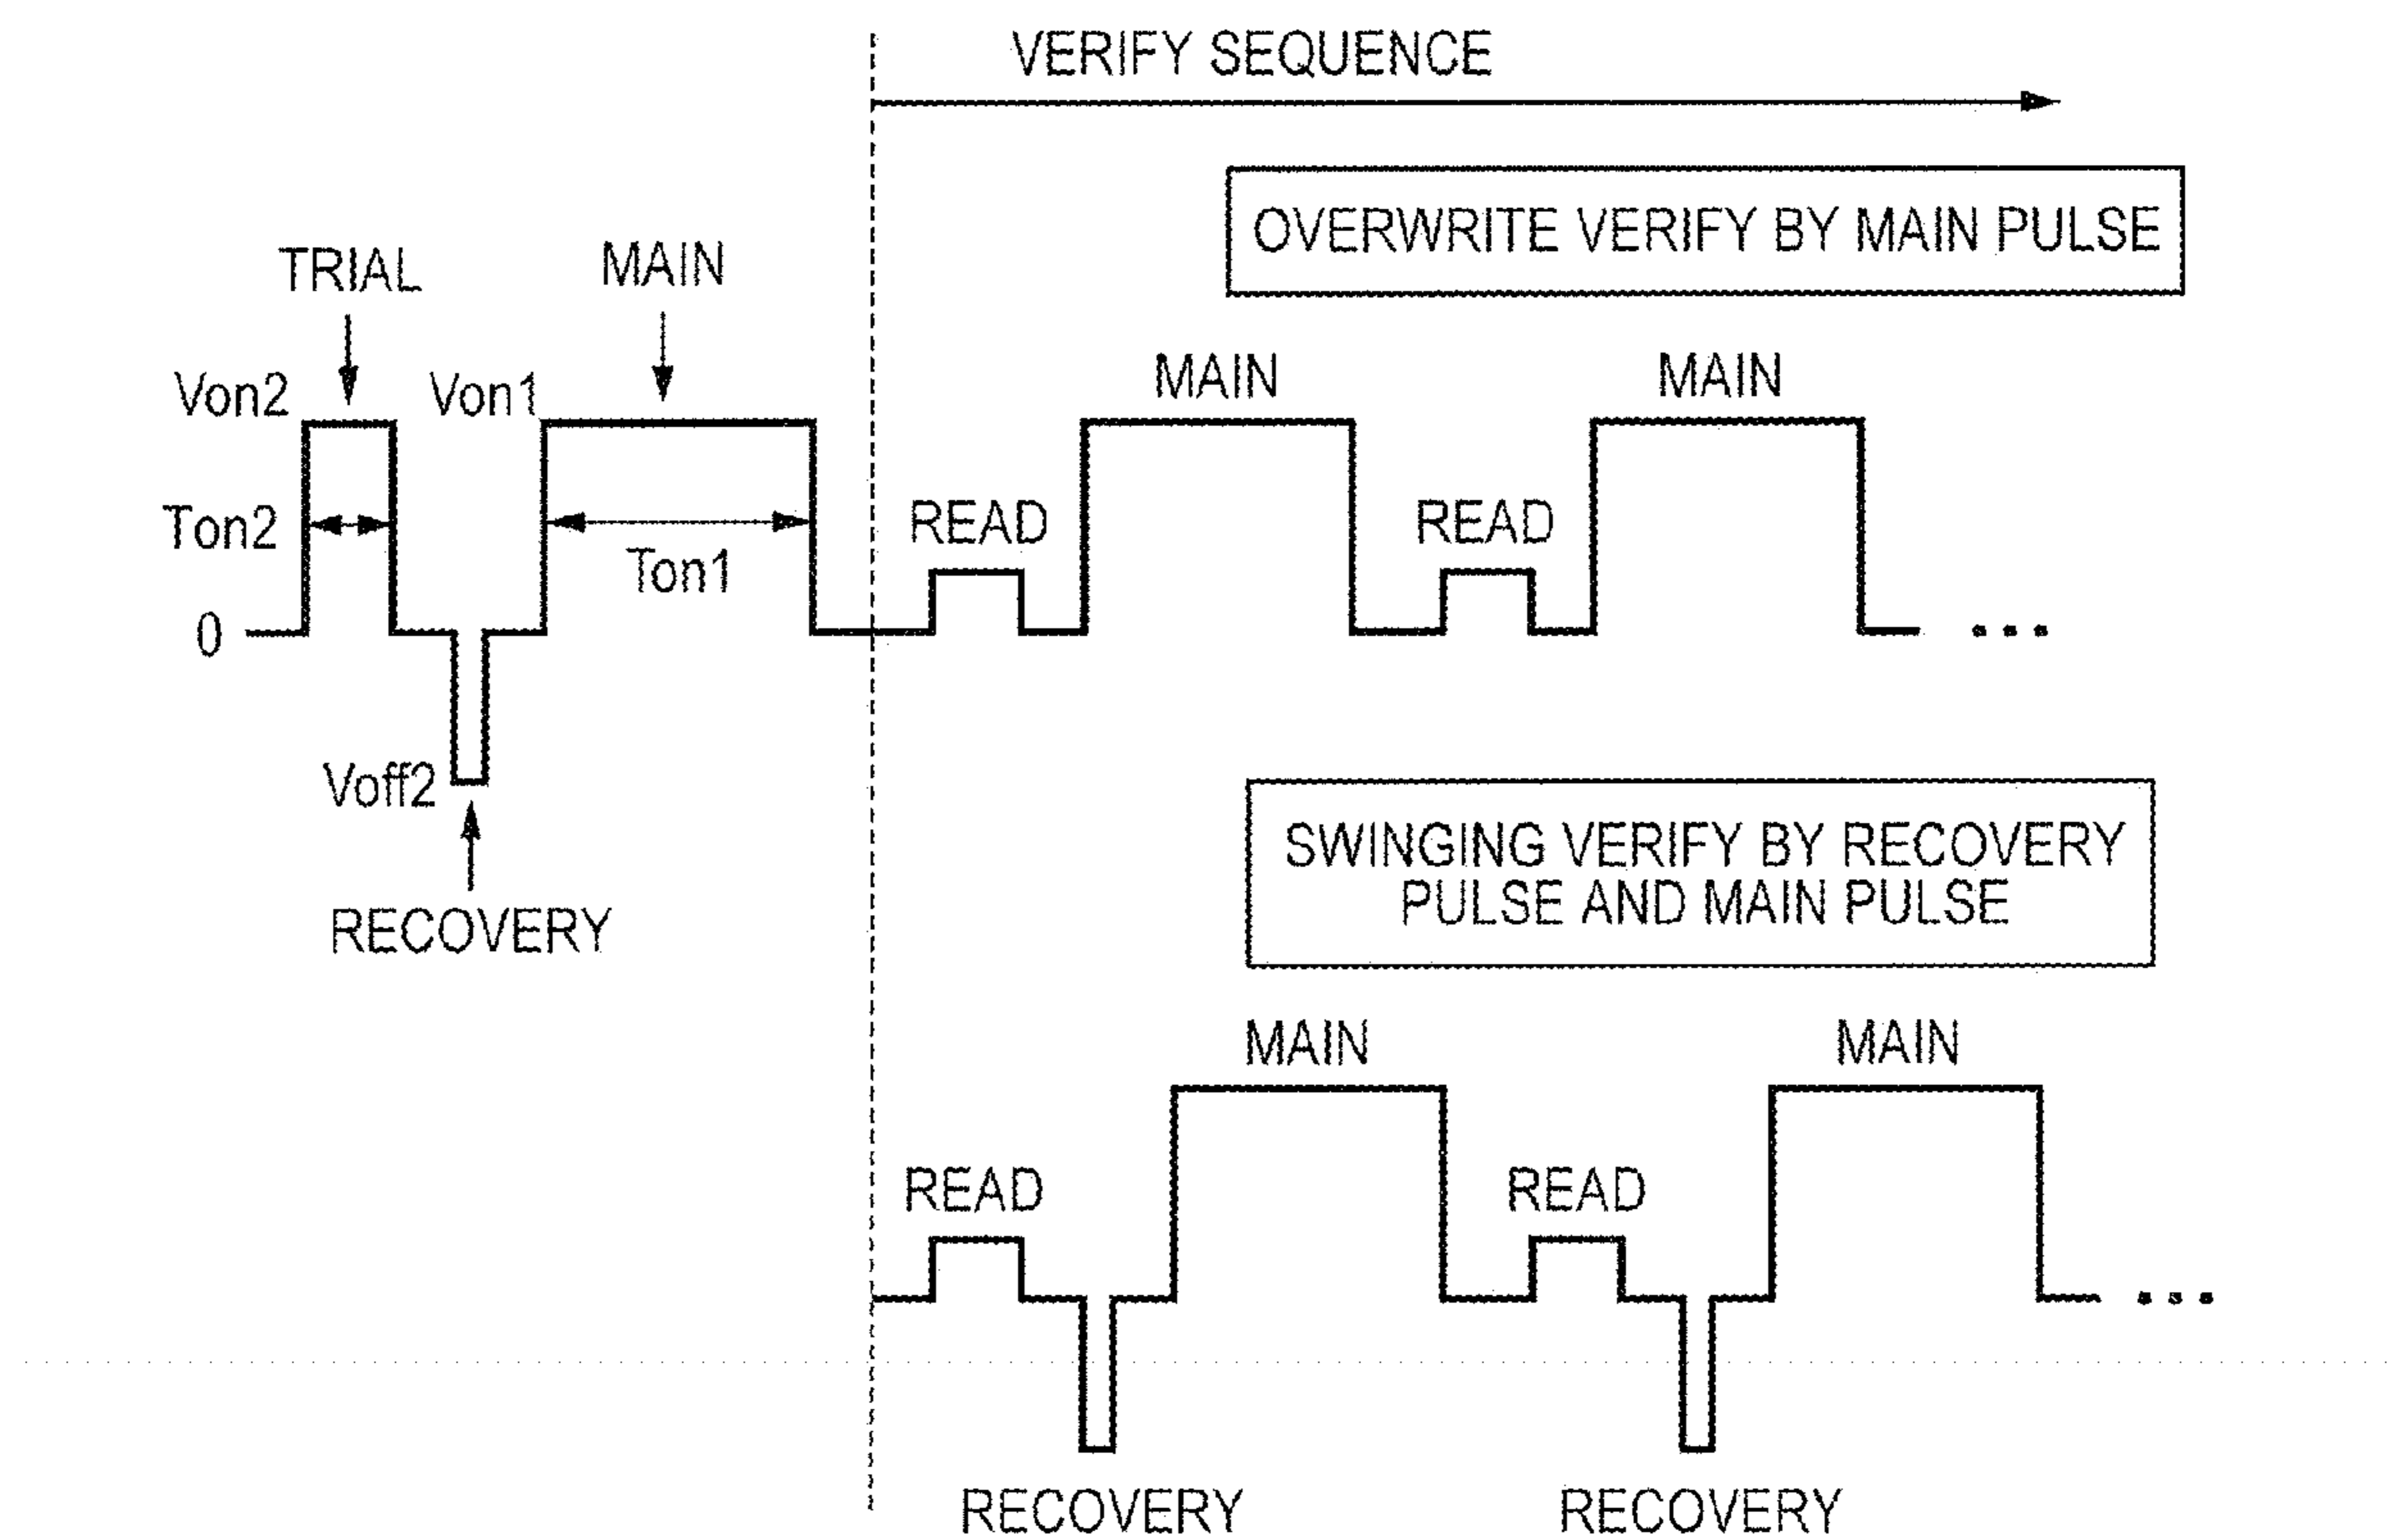 VERIFY SEQUENCE
OVERWRITE VERIFY BY MAIN PULSE
TRIAL
MAIN
Von2
Von1
MAIN
MAIN
Ton2
Ton1
READ
READ
0
Voff2
RECOVERY
SWINGING VERIFY BY RECOVERY
PULSE AND MAIN PULSE
MAIN
MAIN
READ
READ
RECOVERY
RECOVERY